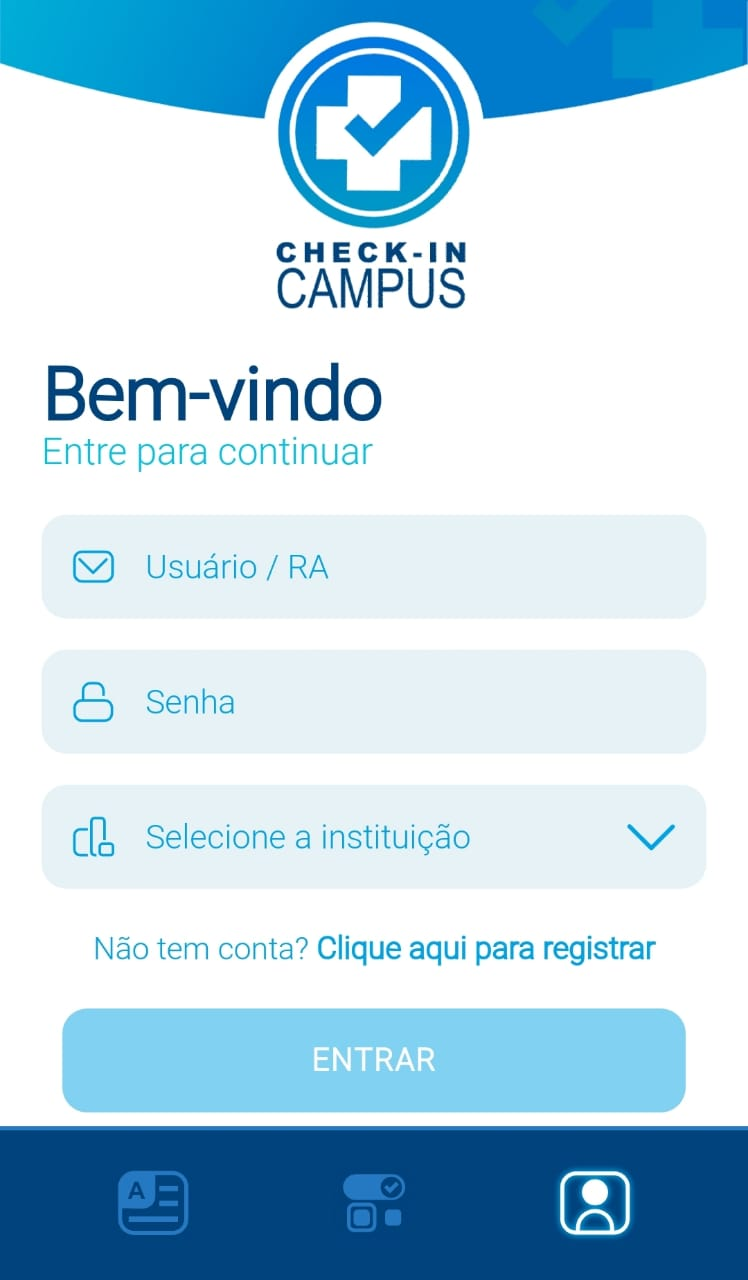 CHECK-IN
CAMPUS
Bem-vindo
Entre para continuar
Usuário / RA
Senha
Selecione a instituição
Não tem conta? Clique aqui para registrar
ENTRAR
A